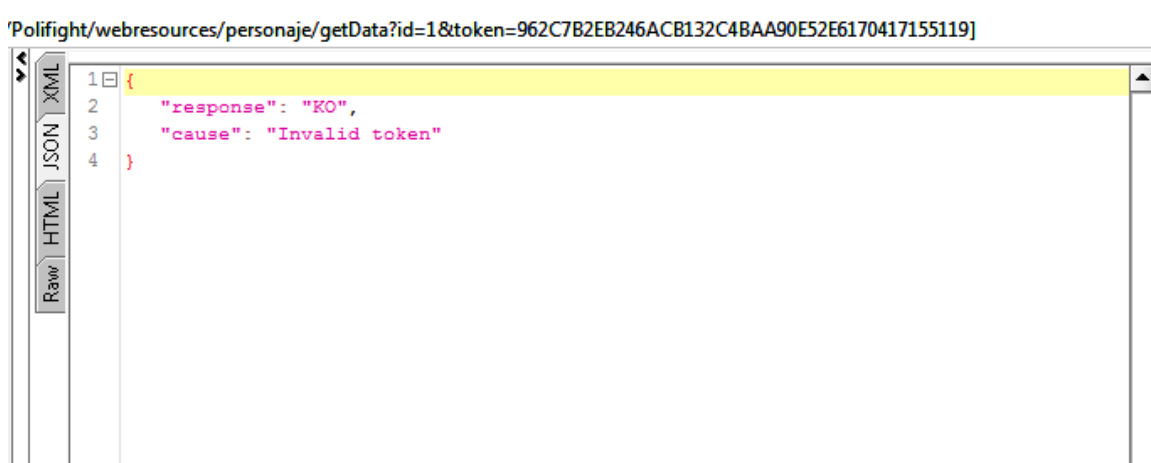 'Polifight/webresources/personaje/getData?id=1&token=962C7B2EB246ACB132C4BAA90E52E6170417155119]
XML
JSON
HTML
Raw
1 {
2 "response": "KO",
3 "cause": "Invalid token"
4 }